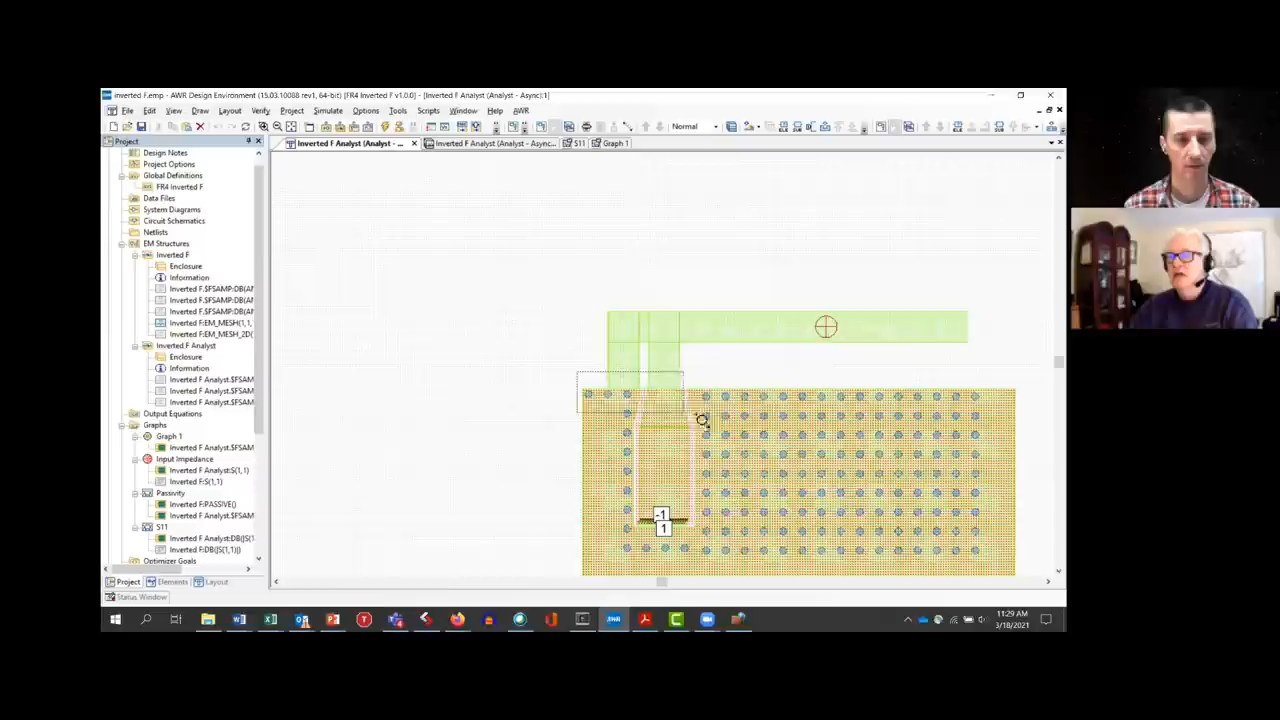 inverted F.emp - AWR Design Environment (15.03.10088 rev1, 64-bit) [FR4 Inverted F v1.0.0] - [Inverted F Analyst (Analyst - Async):1]
File Edit View Draw Layout Verify Project Options Simulate Tools Scripts Window Help AWR
Normal
Project
Inverted F Analyst (Analyst - ...
Inverted F Analyst (Analyst - Async...
S11
Graph 1
Design Notes
Project Options
Global Definitions
FR4 Inverted F
Data Files
System Diagrams
Circuit Schematics
Netlists
EM Structures
Inverted F
Enclosure
Information
Inverted F.$FSAMP:DB(AN
Inverted F.$FSAMP:DB(AN
Inverted F.$FSAMP:DB(AN
Inverted F:EM_MESH(1,1,
Inverted F:EM_MESH_2D(
Inverted F Analyst
Enclosure
Information
Inverted F Analyst.$FSAM
Inverted F Analyst.$FSAM
Inverted F Analyst.$FSAM
Output Equations
Graphs
Graph 1
Inverted F Analyst.$FSAM
Input Impedance
Inverted F Analyst:S(1,1)
Inverted F:S(1,1)
Passivity
Inverted F:PASSIVE()
Inverted F Analyst.$FSAM
S11
Inverted F Analyst:DB(|S(1
Inverted F:DB(|S(1,1)|)
Optimizer Goals
-1
1
Project Elements Layout
Status Window
11:29 AM
3/18/2021